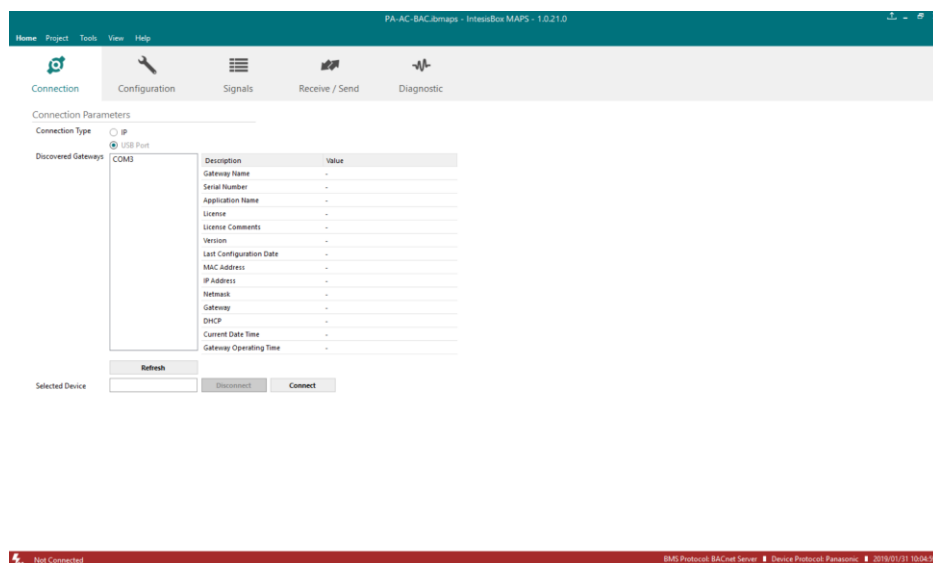 PA-AC-BAC.ibmaps - IntesisBox MAPS - 1.0.21.0
Home Project Tools View Help
Connection Configuration Signals Receive / Send Diagnostic
Connection Parameters
Connection Type IP
USB Port
Discovered Gateways COM3 Description Value
Gateway Name -
Serial Number -
Application Name -
License -
License Comments -
Version -
Last Configuration Date -
MAC Address -
IP Address -
Netmask -
Gateway -
DHCP -
Current Date Time -
Gateway Operating Time -
Refresh
Selected Device Disconnect Connect
Not Connected BMS Protocol: BACnet Server Device Protocol: Panasonic 2019/01/31 10:04:5